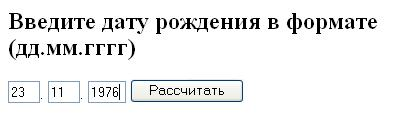 Введите дату рождения в формате
(дд.мм.гггг)
23. 11. 1976 Рассчитать